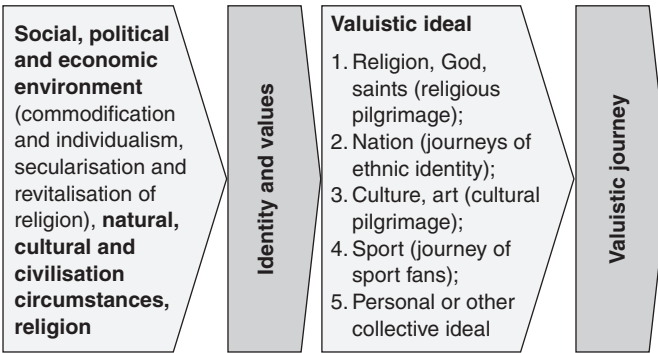 Social, political
and economic
environment
(commodification
and individualism,
secularisation and
revitalisation of
religion), natural,
cultural and
civilisation
circumstances,
religion
Identity and values
Valuistic ideal
1. Religion, God,
saints (religious
pilgrimage);
2. Nation (journeys of
ethnic identity);
3. Culture, art (cultural
pilgrimage);
4. Sport (journey of
sport fans);
5. Personal or other
collective ideal
Valuistic journey